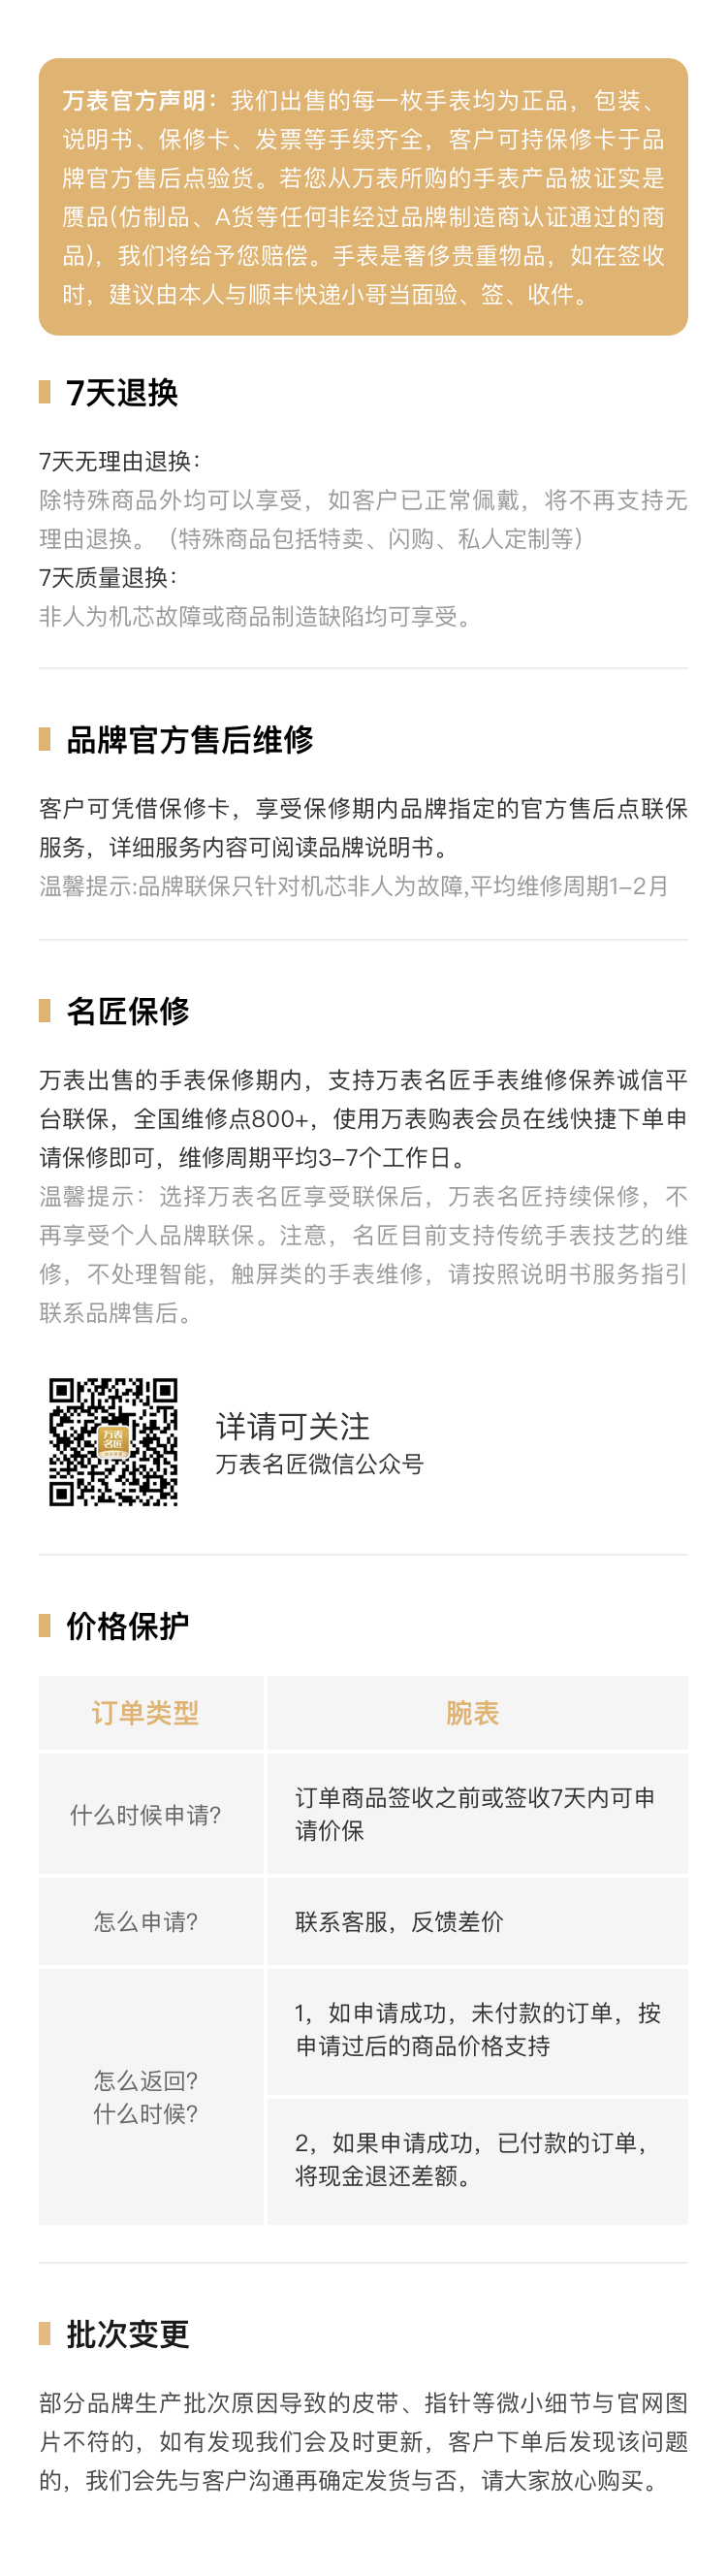 万表官方声明：我们出售的每一枚手表均为正品，包装、
说明书、保修卡、发票等手续齐全，客户可持保修卡于品
牌官方售后点验货。若您从万表所购的手表产品被证实是
赝品(仿制品、A货等任何非经过品牌制造商认证通过的商
品)，我们将给予您赔偿。手表是奢侈贵重物品，如在签收
时，建议由本人与顺丰快递小哥当面验、签、收件。
7天退换
7天无理由退换：
除特殊商品外均可以享受，如客户已正常佩戴，将不再支持无
理由退换。（特殊商品包括特卖、闪购、私人定制等）
7天质量退换：
非人为机芯故障或商品制造缺陷均可享受。
品牌官方售后维修
客户可凭借保修卡，享受保修期内品牌指定的官方售后点联保
服务，详细服务内容可阅读品牌说明书。
温馨提示:品牌联保只针对机芯非人为故障,平均维修周期1-2月
名匠保修
万表出售的手表保修期内，支持万表名匠手表维修保养诚信平
台联保，全国维修点800+，使用万表购表会员在线快捷下单申
请保修即可，维修周期平均3-7个工作日。
温馨提示：选择万表名匠享受联保后，万表名匠持续保修，不
再享受个人品牌联保。注意，名匠目前支持传统手表技艺的维
修，不处理智能，触屏类的手表维修，请按照说明书服务指引
联系品牌售后。
万表
名匠
详请可关注
万表名匠微信公众号
价格保护
订单类型
腕表
什么时候申请?
订单商品签收之前或签收7天内可申
请价保
怎么申请?
联系客服，反馈差价
怎么返回?
什么时候?
1，如申请成功，未付款的订单，按
申请过后的商品价格支持
2，如果申请成功，已付款的订单，
将现金退还差额。
批次变更
部分品牌生产批次原因导致的皮带、指针等微小细节与官网图
片不符的，如有发现我们会及时更新，客户下单后发现该问题
的，我们会先与客户沟通再确定发货与否，请大家放心购买。